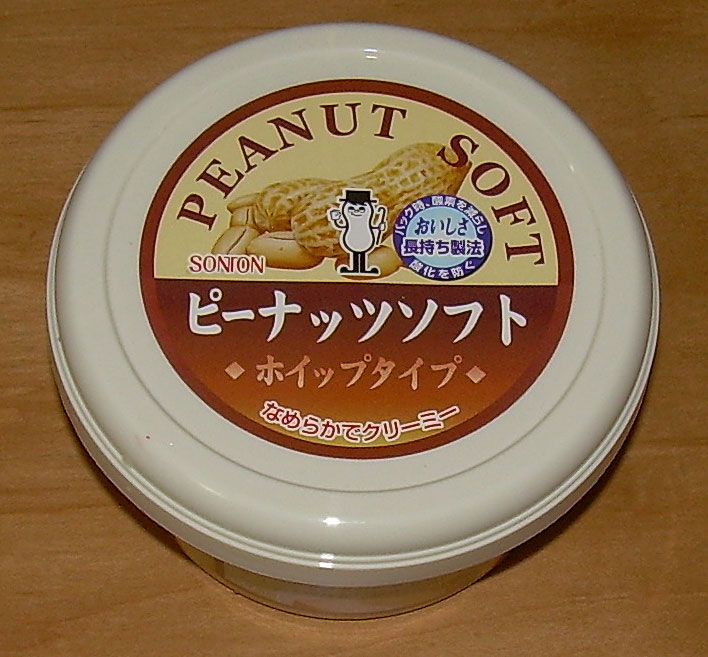 PEANUT SOFT
パック時、酸素を減らし
おいしさ
長持ち製法
酸化を防ぐ
SONTON
ピーナッツソフト
ホイップタイプ
なめらかでクリーミー